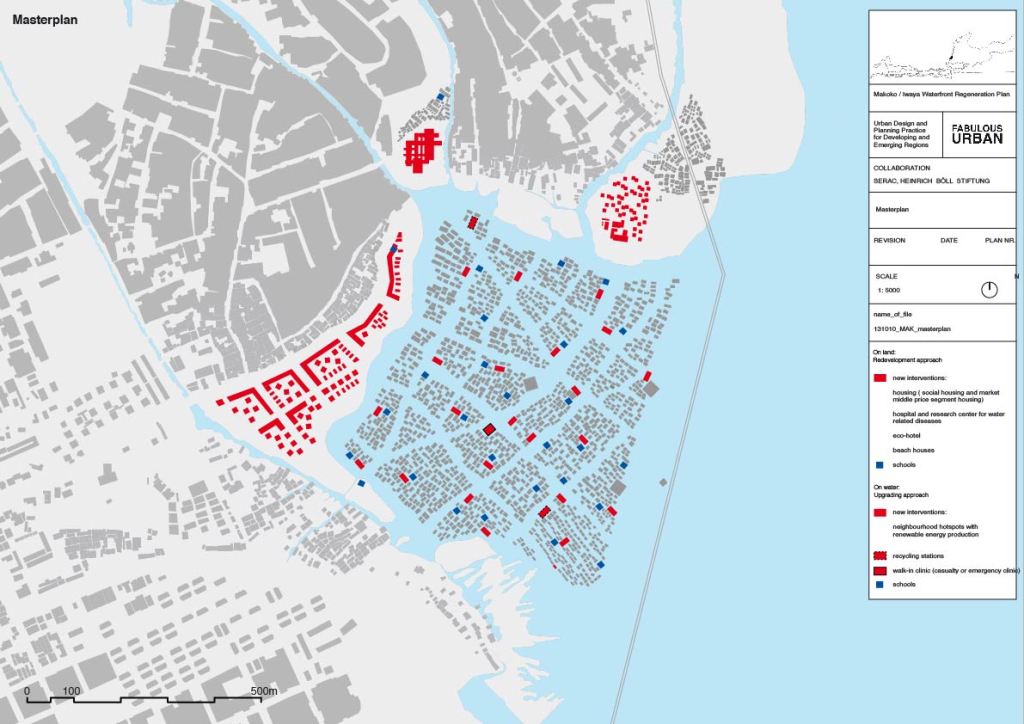 Masterplan
Makoko / Iwaya Waterfront Regeneration Plan
Urban Design and
Planning Practice
for Developing and
Emerging Regions
FABULOUS
URBAN
COLLABORATION
SERAC, HEINRICH BÖLL STIFTUNG
Masterplan
REVISION DATE PLAN NR.
SCALE N
1: 5000
name_of_file
131010_MAK_masterplan
On land:
Redevelopment approach
new interventions:
housing ( social housing and market
middle price segment housing)
hospital and research center for water
related diseases
eco-hotel
beach houses
schools
On water:
Upgrading approach
new interventions:
neighbourhood hotspots with
renewable energy production
recycling stations
walk-in clinic (casualty or emergency clinic)
schools
0 100 500m